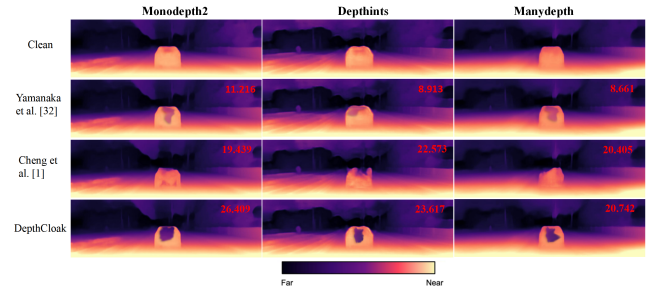 Monodepth2 Depthints Manydepth
Clean
Yamanaka et al. [32] 11.216 8.913 8.661
Cheng et al. [1] 19.439 22.573 20.405
DepthCloak 26.409 23.617 20.742
Far Near